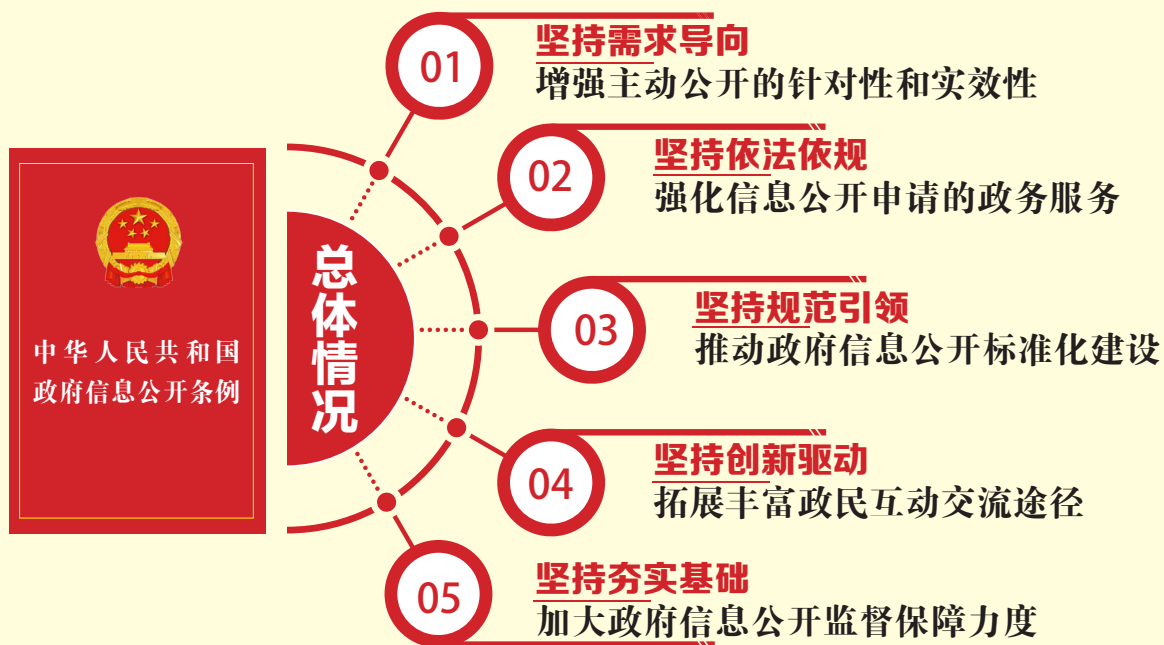 中华人民共和国
政府信息公开条例
总体情况
01
坚持需求导向
增强主动公开的针对性和实效性
02
坚持依法依规
强化信息公开申请的政务服务
03
坚持规范引领
推动政府信息公开标准化建设
04
坚持创新驱动
拓展丰富政民互动交流途径
05
坚持夯实基础
加大政府信息公开监督保障力度